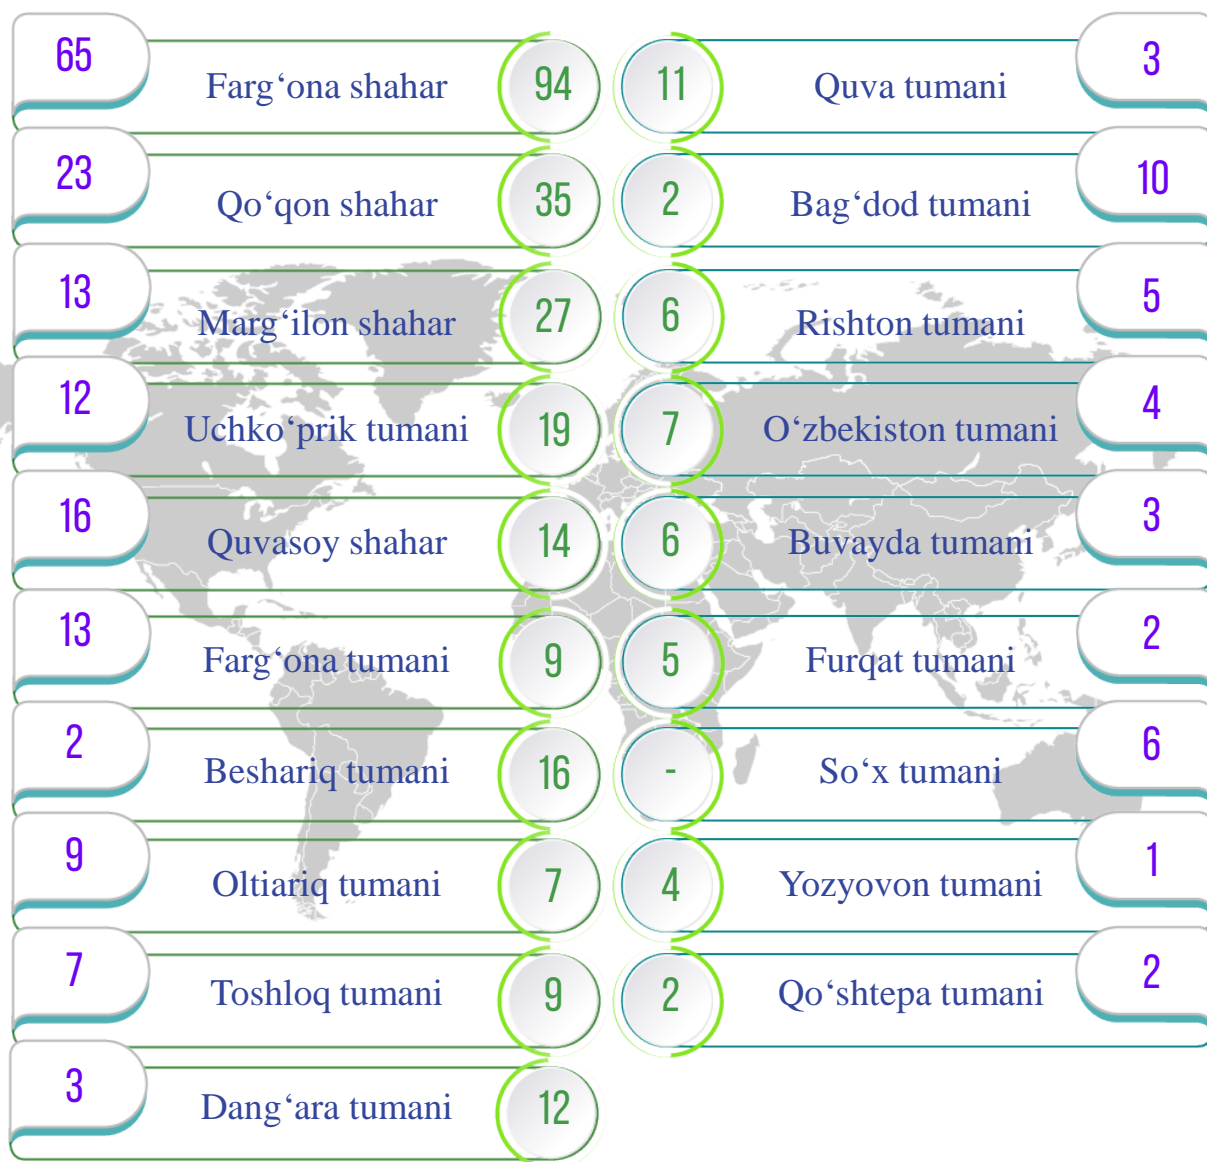 65 Farg‘ona shahar 94
23 Qo‘qon shahar 35
13 Marg‘ilon shahar 27
12 Uchko‘prik tumani 19
16 Quvasoy shahar 14
13 Farg‘ona tumani 9
2 Beshariq tumani 16
9 Oltiariq tumani 7
7 Toshloq tumani 9
3 Dang‘ara tumani 12
11 Quva tumani 3
2 Bag‘dod tumani 10
6 Rishton tumani 5
7 O‘zbekiston tumani 4
6 Buvayda tumani 3
5 Furqat tumani 2
- So‘x tumani 6
4 Yozyovon tumani 1
2 Qo‘shtepa tumani 2